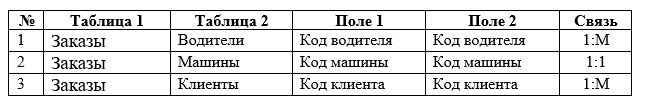 № Таблица 1 Таблица 2 Поле 1 Поле 2 Связь
1 Заказы Водители Код водителя Код водителя 1:М
2 Заказы Машины Код машины Код машины 1:1
3 Заказы Клиенты Код клиента Код клиента 1:М